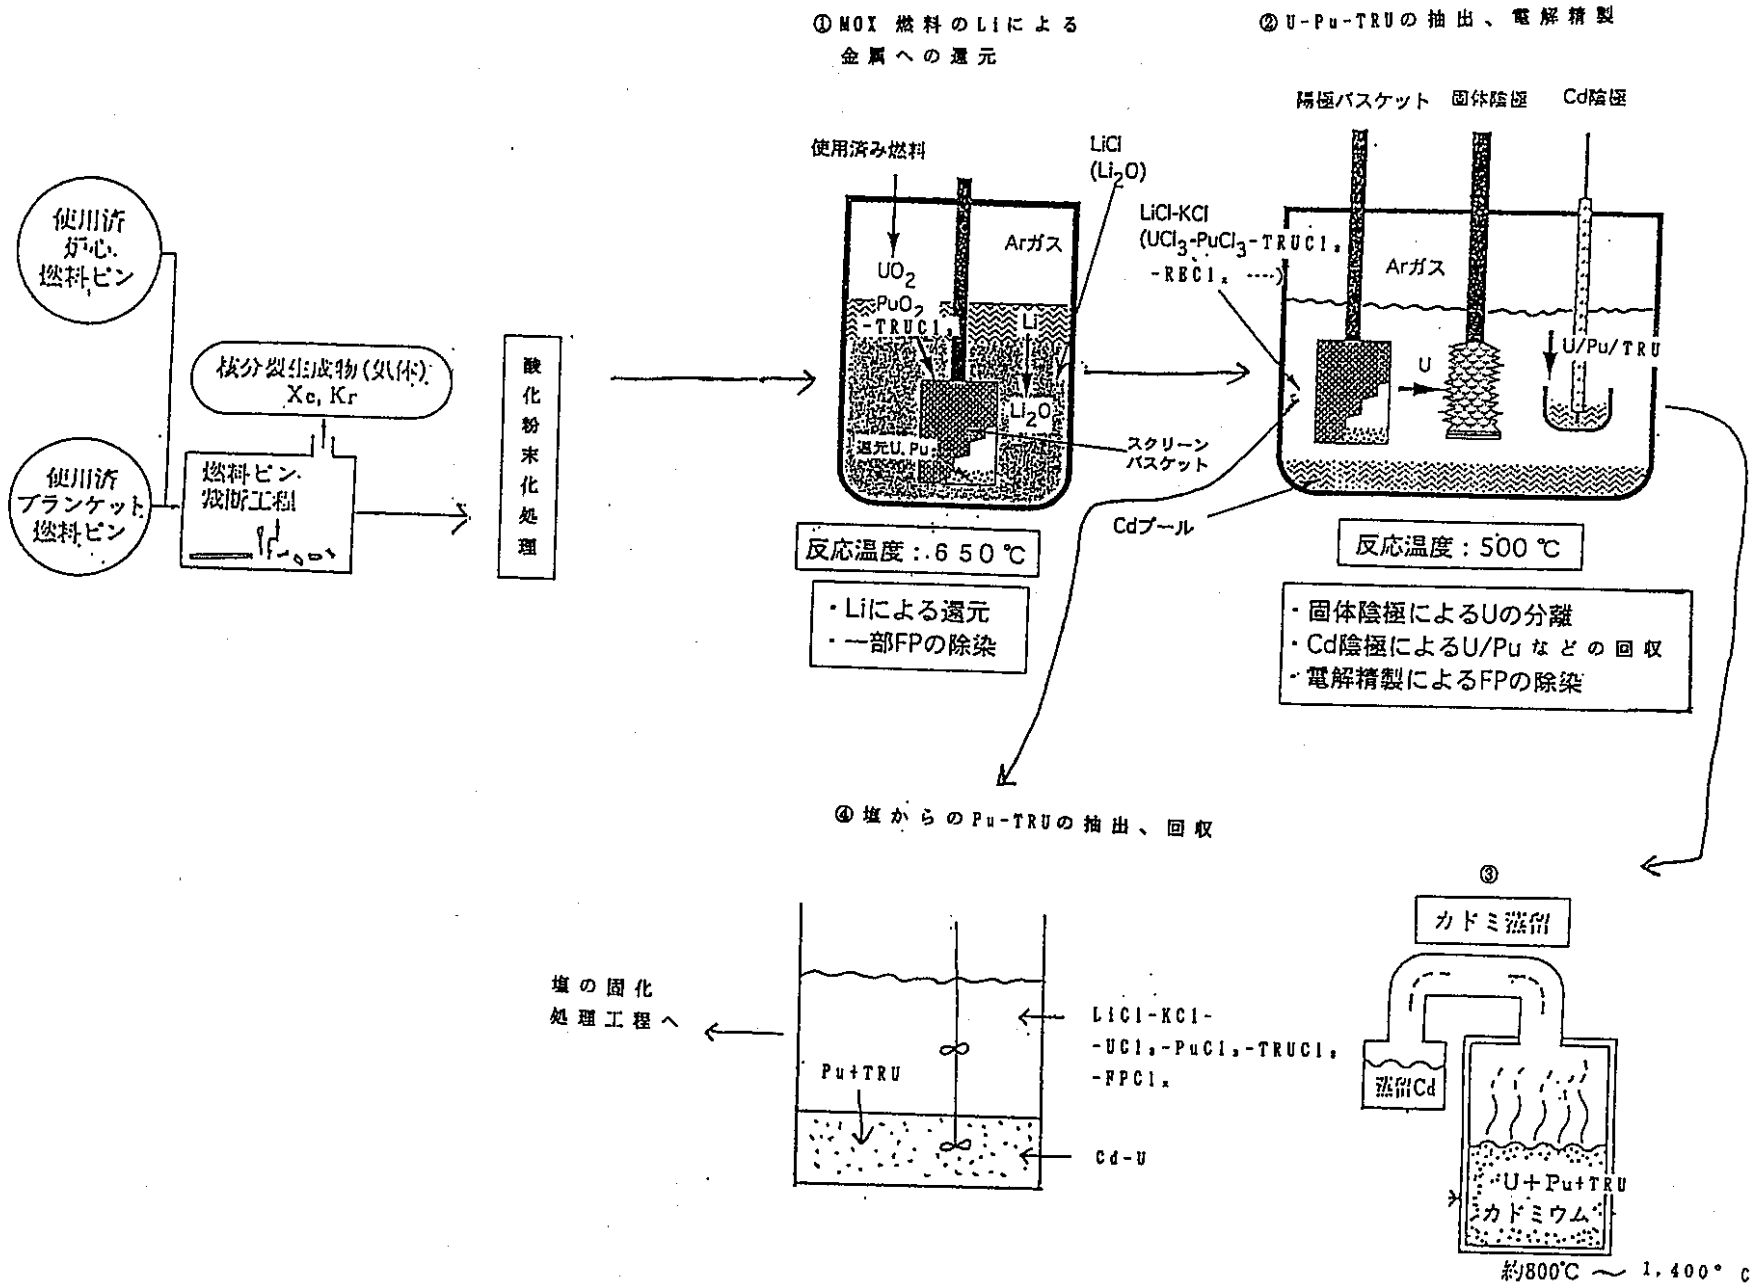 ①MOX 燃料のLiによる
金属への還元
②U-Pu-TRUの抽出、電解精製
陽極バスケット
固体陰極
Cd陰極
使用済み燃料
LiCl
(Li₂O)
使用済
炉心
燃料ピン
LiCl-KCl
(UCl₃-PuCl₃-TRUCl₃
-RECl ----)
Arガス
Arガス
UO₂
PuO₂
-TRUCl₃
Li
U
U/Pu/TRU
核分裂生成物(気体)
Xe, Kr
酸化粉末化処理
Li₂O
還元U, Pu
スクリーン
バスケット
使用済
ブランケット
燃料ピン
燃料ピン
裁断工程
Cdプール
反応温度:650℃
反応温度:500℃
・Liによる還元
・一部FPの除染
・固体陰極によるUの分離
・Cd陰極によるU/Puなどの回収
・電解精製によるFPの除染
④塩からのPu-TRUの抽出、回収
③
カドミ蒸留
塩の固化
処理工程へ
LiCl-KCl-
-UCl₃-PuCl₃-TRUCl₃
-FPClₓ
Pu+TRU
Cd-U
蒸留Cd
U+Pu+TRU
カドミウム
約800℃ ～ 1,400°C